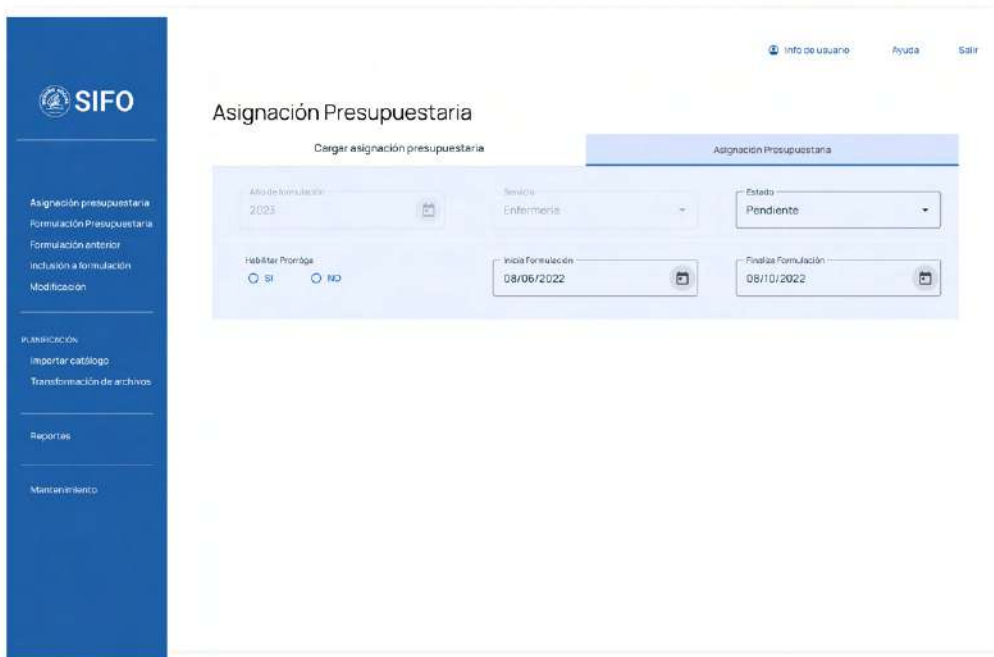 Info de usuario Ayuda Salir
SIFO
Asignación Presupuestaria
Cargar asignación presupuestaria Asignación Presupuestaria
Año de formulación Servicio Estado
2023 Enfermería Pendiente
Habilitar Prorróga Inicia Formulación Finaliza Formulación
SI NO 08/06/2022 08/10/2022
Asignación presupuestaria
Formulación Presupuestaria
Formulación anterior
Inclusión a formulación
Modificación
PLANIFICACIÓN
Importar catálogo
Transformación de archivos
Reportes
Mantenimiento